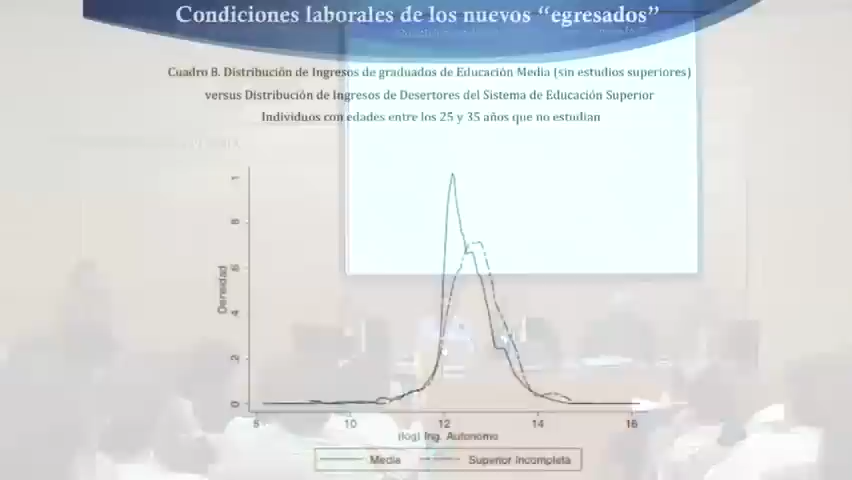 Condiciones laborales de los nuevos “egresados”
Cuadro 8. Distribución de Ingresos de graduados de Educación Media (sin estudios superiores)
versus Distribución de Ingresos de Desertores del Sistema de Educación Superior
Individuos con edades entre los 25 y 35 años que no estudian
Densidad
1
.8
.6
.4
.2
0
8 10 12 14 16
(log) Ing. Autonomo
Media Superior Incompleta